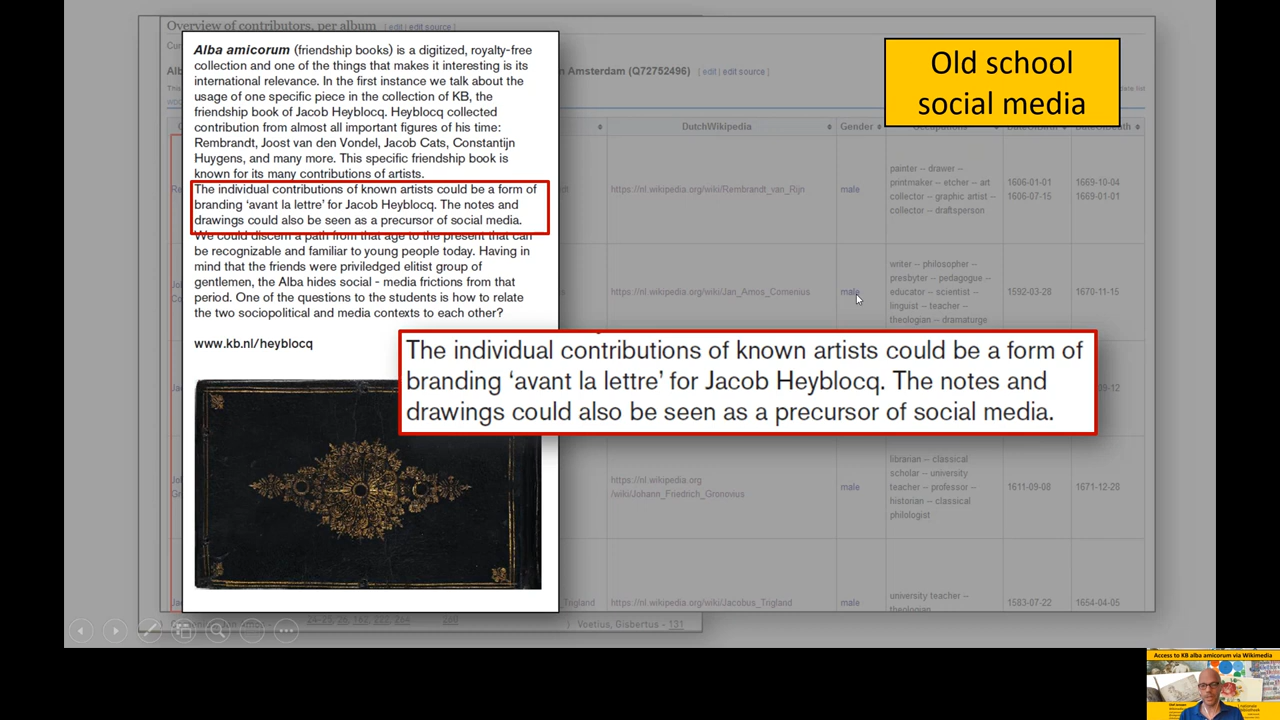 Overview of contributors, per album [ edit | edit source ]
Alba amicorum (friendship books) is a digitized, royalty-free
collection and one of the things that makes it interesting is its
international relevance. In the first instance we talk about the
usage of one specific piece in the collection of KB, the
friendship book of Jacob Heyblocq. Heyblocq collected
contribution from almost all important figures of his time:
Rembrandt, Joost van den Vondel, Jacob Cats, Constantijn
Huygens, and many more. This specific friendship book is
known for its many contributions of artists.
The individual contributions of known artists could be a form of
branding ‘avant la lettre’ for Jacob Heyblocq. The notes and
drawings could also be seen as a precursor of social media.
We could discern a path from that age to the present that can
be recognizable and familiar to young people today. Having in
mind that the friends were priviledged elitist group of
gentlemen, the Alba hides social - media frictions from that
period. One of the questions to the students is how to relate
the two sociopolitical and media contexts to each other?
www.kb.nl/heyblocq
Old school
social media
n Amsterdam (Q72752496) [ edit | edit source ]
DutchWikipedia
Gender
https://nl.wikipedia.org/wiki/Rembrandt_van_Rijn
male
painter -- drawer --
printmaker -- etcher -- art
collector -- graphic artist --
collector -- draftsperson
1606-01-01
1606-07-15
1669-10-04
1669-01-01
https://nl.wikipedia.org/wiki/Jan_Amos_Comenius
male
writer -- philosopher --
presbyter -- pedagogue --
educator -- scientist --
linguist -- teacher --
theologian -- dramaturge
1592-03-28
1670-11-15
The individual contributions of known artists could be a form of
branding ‘avant la lettre’ for Jacob Heyblocq. The notes and
drawings could also be seen as a precursor of social media.
https://nl.wikipedia.org
/wiki/Johann_Friedrich_Gronovius
male
librarian -- classical
scholar -- university
teacher -- professor --
historian -- classical
philologist
1611-09-08
1671-12-28
https://nl.wikipedia.org/wiki/Jacobus_Trigland
male
university teacher --
theologian
1583-07-22
1654-04-05
Voetius, Gisbertus - 131
Access to KB alba amicorum via Wikimedia